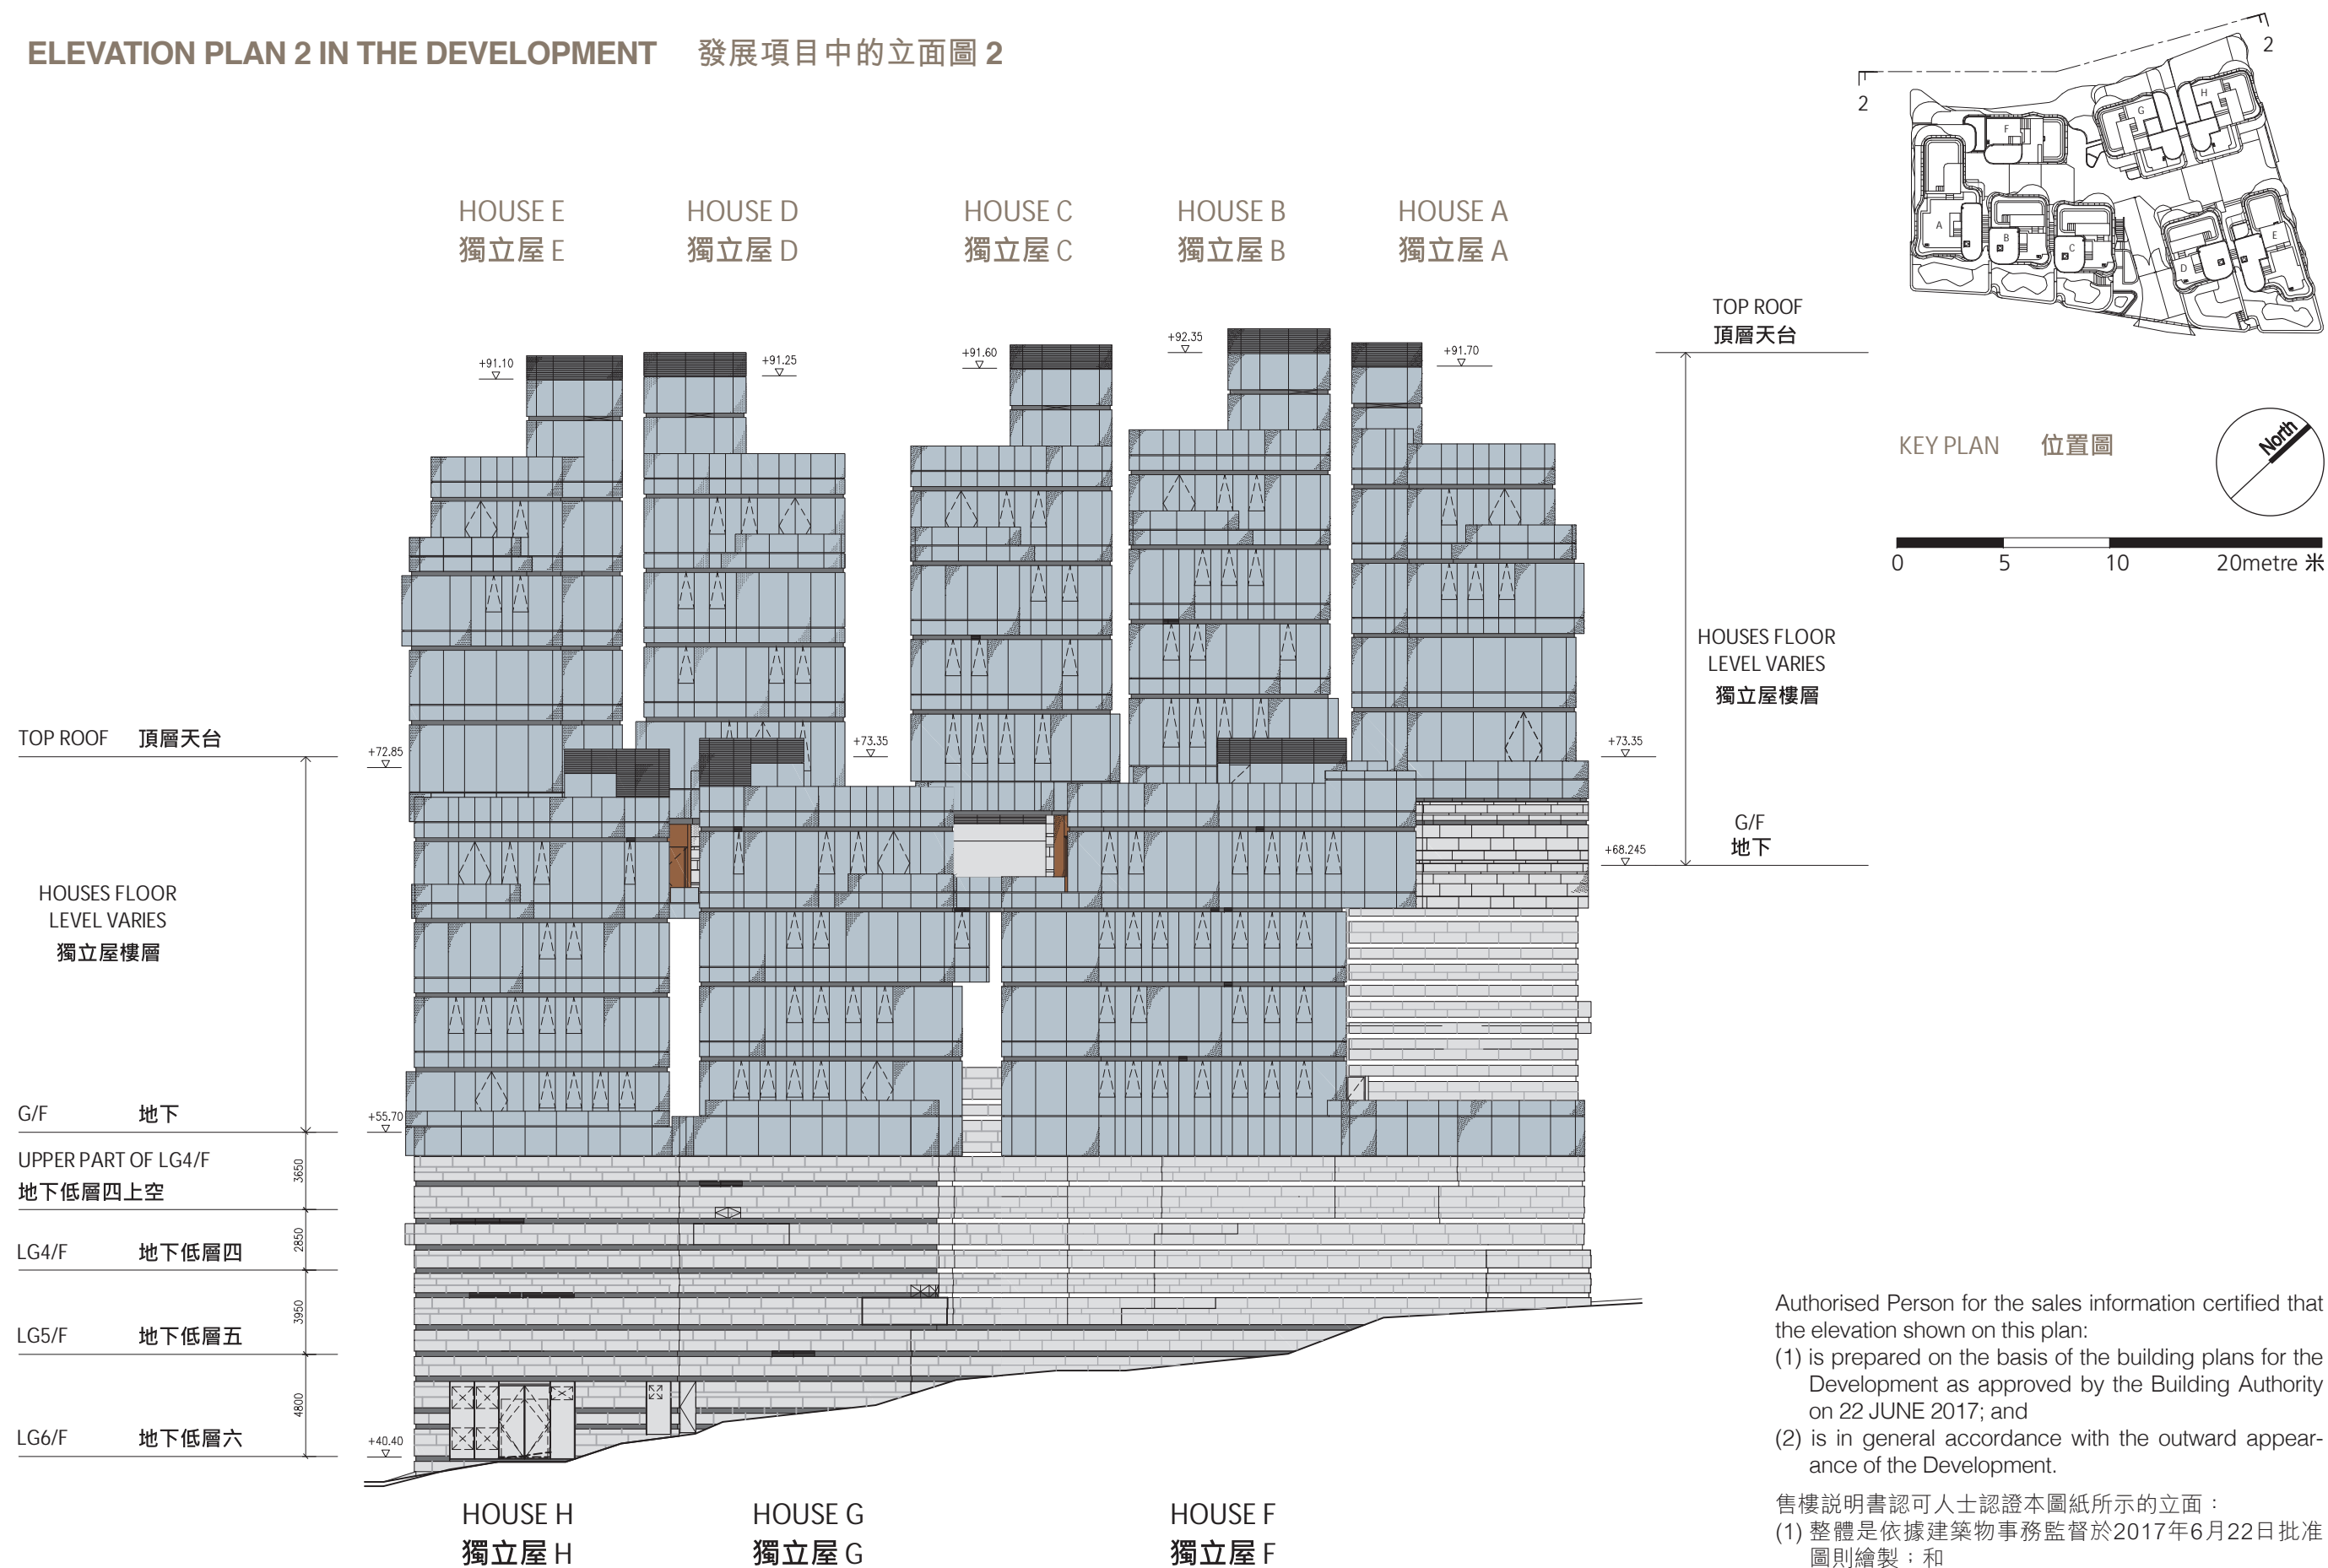 ELEVATION PLAN 2 IN THE DEVELOPMENT 發展項目中的立面圖 2
2
2
G
H
F
A
B
C
D
E
HOUSE E
獨立屋 E
HOUSE D
獨立屋 D
HOUSE C
獨立屋 C
HOUSE B
獨立屋 B
HOUSE A
獨立屋 A
TOP ROOF
頂層天台
+91.10
+91.25
+91.60
+92.35
+91.70
KEY PLAN 位置圖
North
0 5 10 20metre 米
HOUSES FLOOR
LEVEL VARIES
獨立屋樓層
TOP ROOF 頂層天台
+72.85
+73.35
+73.35
G/F
地下
+68.245
HOUSES FLOOR
LEVEL VARIES
獨立屋樓層
G/F 地下
+55.70
UPPER PART OF LG4/F
地下低層四上空
3650
LG4/F 地下低層四
2850
LG5/F 地下低層五
3950
LG6/F 地下低層六
4800
+40.40
HOUSE H
獨立屋 H
HOUSE G
獨立屋 G
HOUSE F
獨立屋 F
Authorised Person for the sales information certified that
the elevation shown on this plan:
(1) is prepared on the basis of the building plans for the
Development as approved by the Building Authority
on 22 JUNE 2017; and
(2) is in general accordance with the outward appear-
ance of the Development.
售樓説明書認可人士認證本圖紙所示的立面：
(1) 整體是依據建築物事務監督於2017年6月22日批准
圖則繪製；和